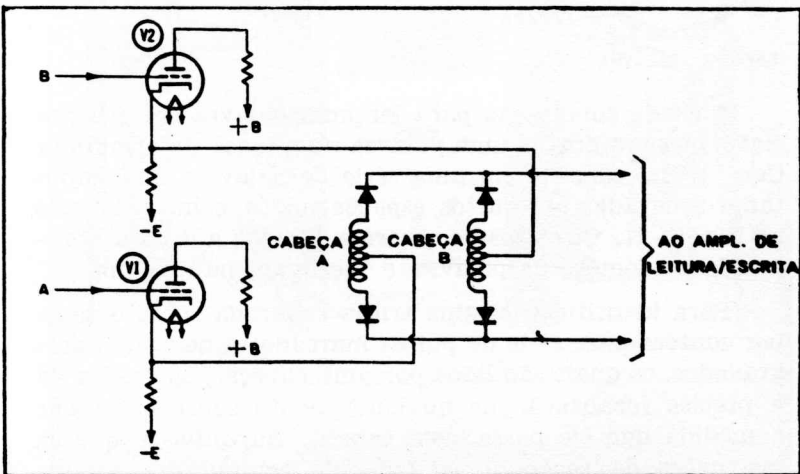 V2
B
+B
-E
V1
A
+B
-E
CABEÇA A
CABEÇA B
AO AMPL. DE
LEITURA/ESCRITA